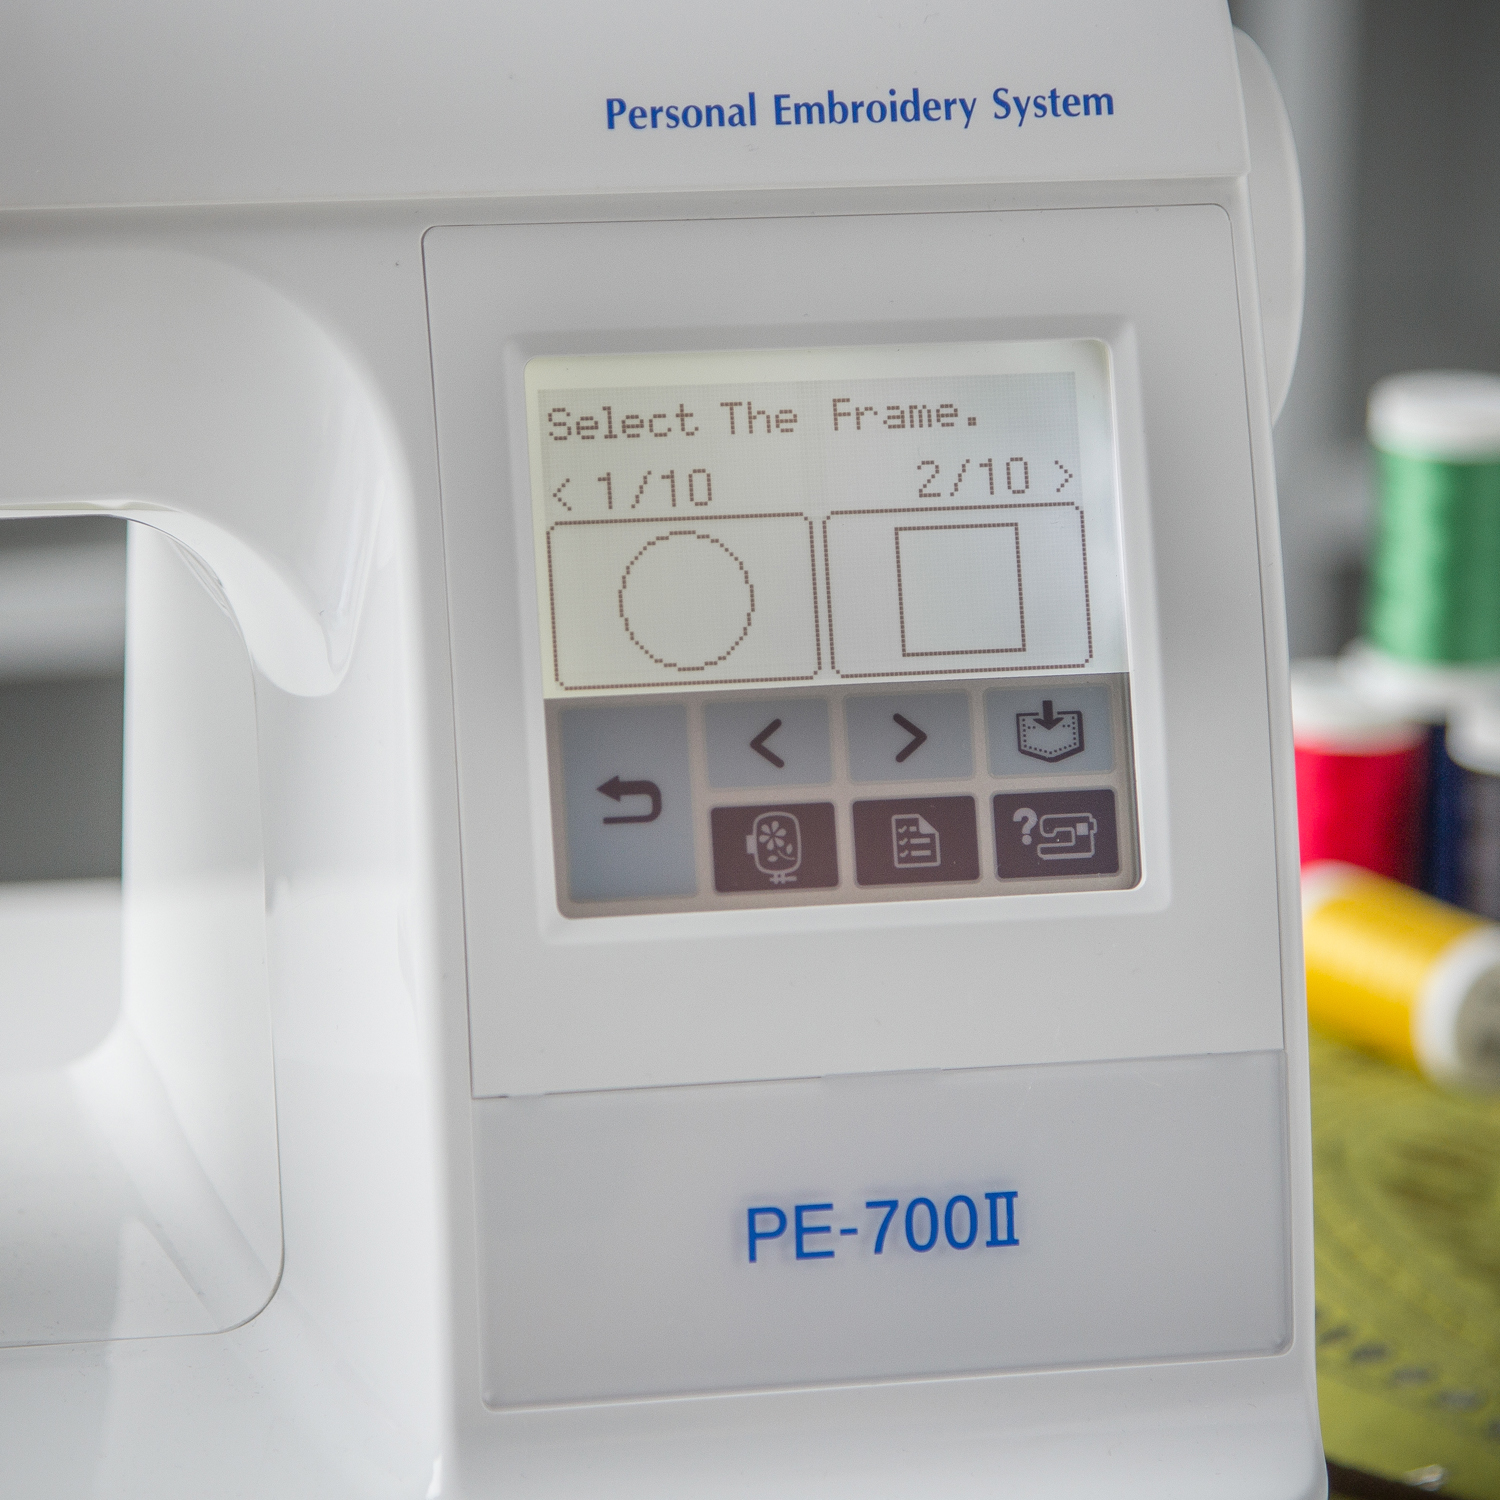 Personal Embroidery System
Select The Frame.
< 1/10 2/10 >
< >
?
PE-700II